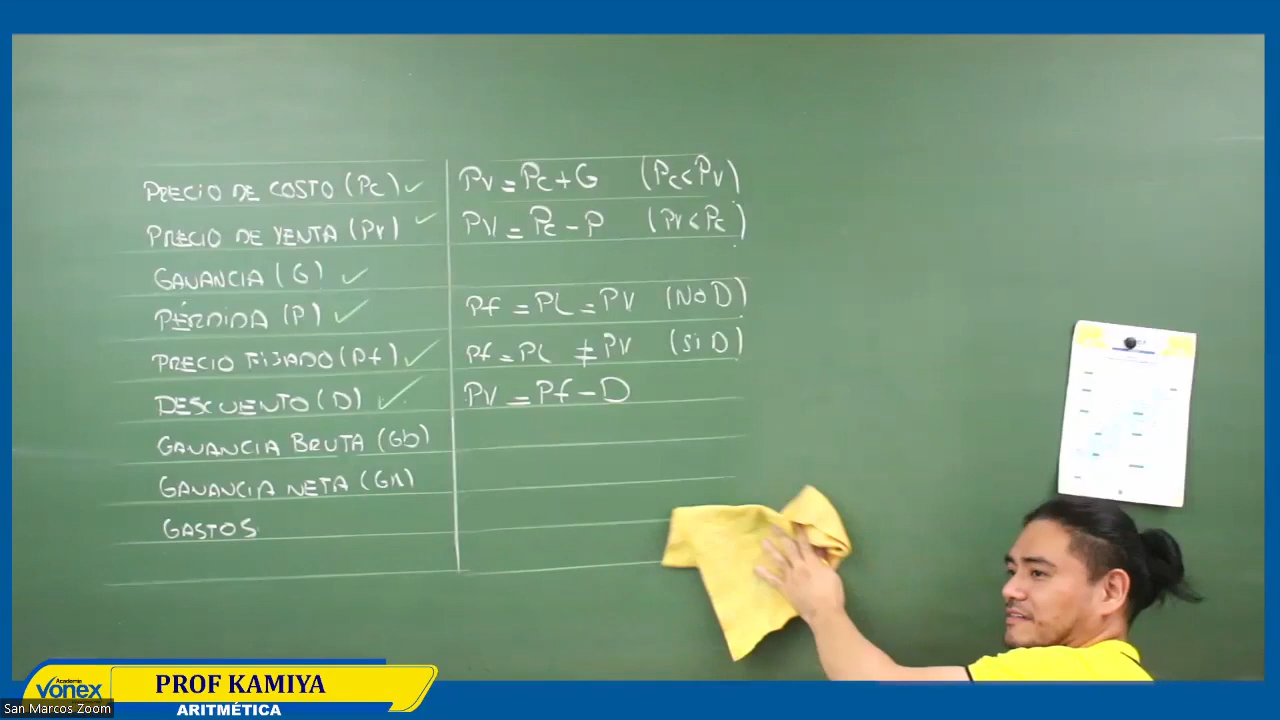 PRECIO DE COSTO (Pc) ✓
PRECIO DE VENTA (Pv) ✓
GANANCIA (G) ✓
PÉRDIDA (P) ✓
PRECIO FIJADO (Pf) ✓
DESCUENTO (D) ✓
GANANCIA BRUTA (Gb)
GANANCIA NETA (GN)
GASTOS
Pv = Pc + G (Pc < Pv)
Pv = Pc - P (Pv < Pc)
Pf = PL = PV (NO D)
Pf = PL ≠ PV (Si D)
PV = Pf - D
Academia
VONEX
PROF KAMIYA
ARITMÉTICA
San Marcos Zoom